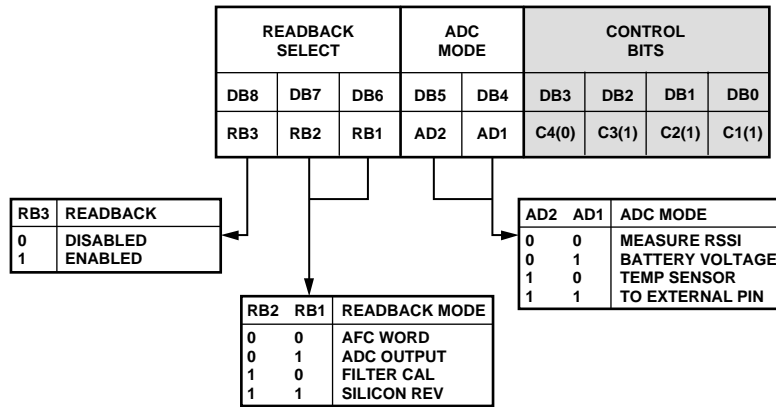 READBACK SELECT ADC MODE CONTROL BITS
DB8 DB7 DB6 DB5 DB4 DB3 DB2 DB1 DB0
RB3 RB2 RB1 AD2 AD1 C4(0) C3(1) C2(1) C1(1)
RB3 READBACK
0 DISABLED
1 ENABLED
AD2 AD1 ADC MODE
0 0 MEASURE RSSI
0 1 BATTERY VOLTAGE
1 0 TEMP SENSOR
1 1 TO EXTERNAL PIN
RB2 RB1 READBACK MODE
0 0 AFC WORD
0 1 ADC OUTPUT
1 0 FILTER CAL
1 1 SILICON REV